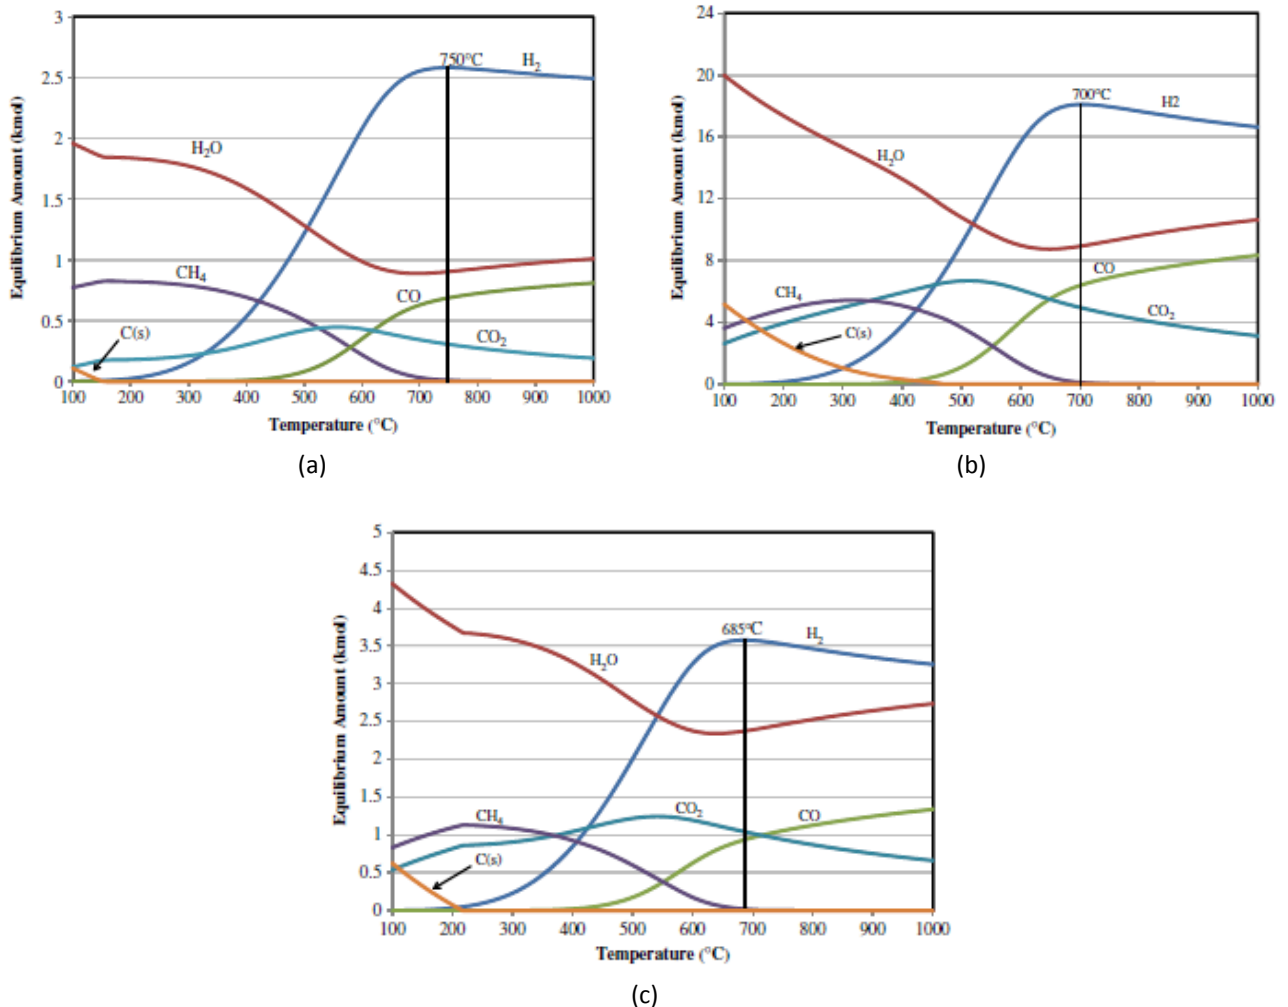 3
2.5
2
1.5
1
0.5
0
100 200 300 400 500 600 700 800 900 1000
Equilibrium Amount (kmol)
Temperature (°C)
750°C
H2
H2O
CH4
CO
CO2
C(s)
(a)
24
20
16
12
8
4
0
100 200 300 400 500 600 700 800 900 1000
Equilibrium Amount (kmol)
Temperature (°C)
700°C
H2
H2O
CO
CH4
C(s)
CO2
(b)
5
4.5
4
3.5
3
2.5
2
1.5
1
0.5
0
100 200 300 400 500 600 700 800 900 1000
Equilibrium Amount (kmol)
Temperature (°C)
685°C
H2
H2O
CO2
CO
CH4
C(s)
(c)